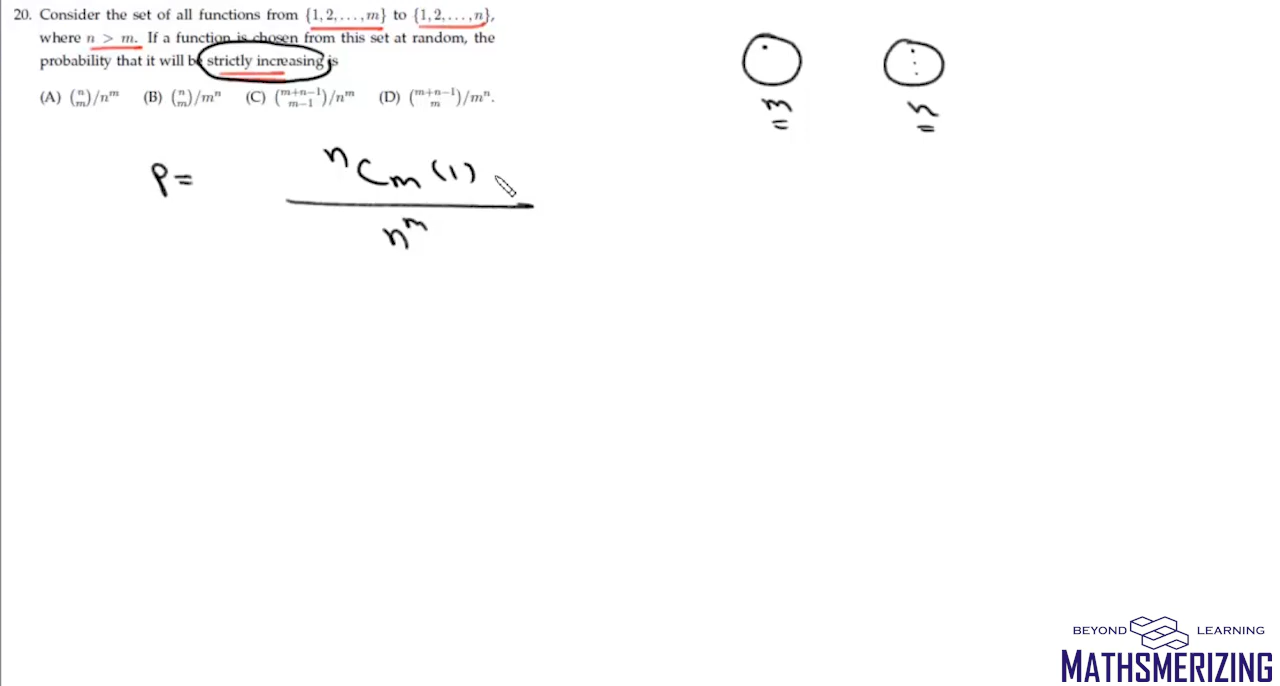 20. Consider the set of all functions from {1, 2, . . . , m} to {1, 2, . . . , n},
where n > m. If a function is chosen from this set at random, the
probability that it will be strictly increasing is
(A) (n m)/n^m (B) (n m)/m^n (C) (m+n−1 m−1)/n^m (D) (m+n−1 m)/m^n.
m n
P = nCm (1)
n^m
BEYOND LEARNING
MATHSMERIZING